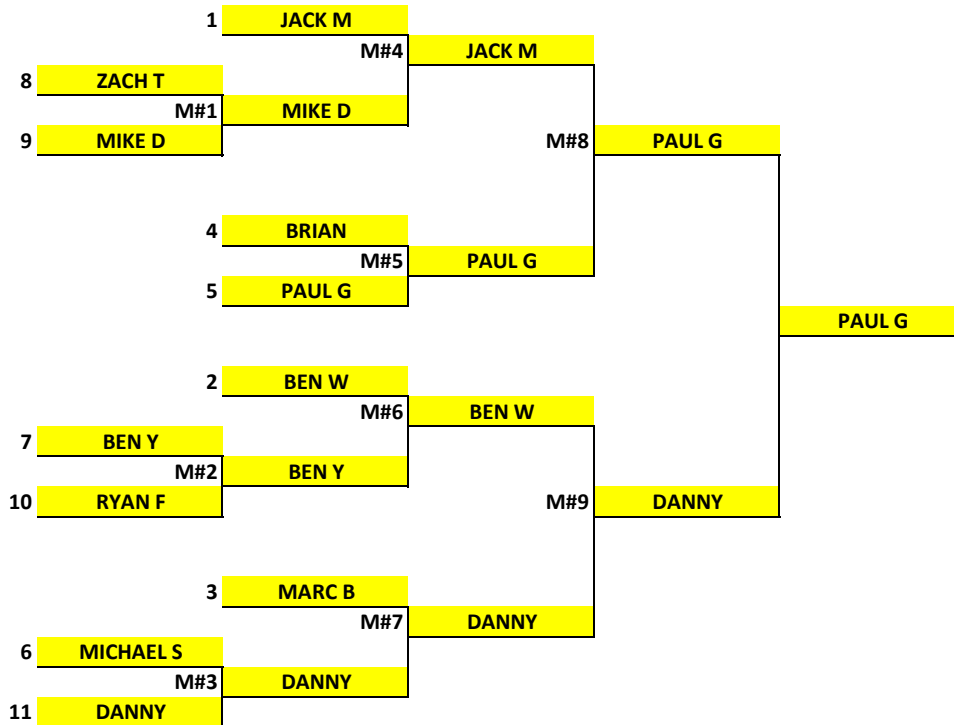 1 JACK M
M#4 JACK M
8 ZACH T
M#1 MIKE D
9 MIKE D
M#8 PAUL G
4 BRIAN
M#5 PAUL G
5 PAUL G
PAUL G
2 BEN W
M#6 BEN W
7 BEN Y
M#2 BEN Y
10 RYAN F
M#9 DANNY
3 MARC B
M#7 DANNY
6 MICHAEL S
M#3 DANNY
11 DANNY